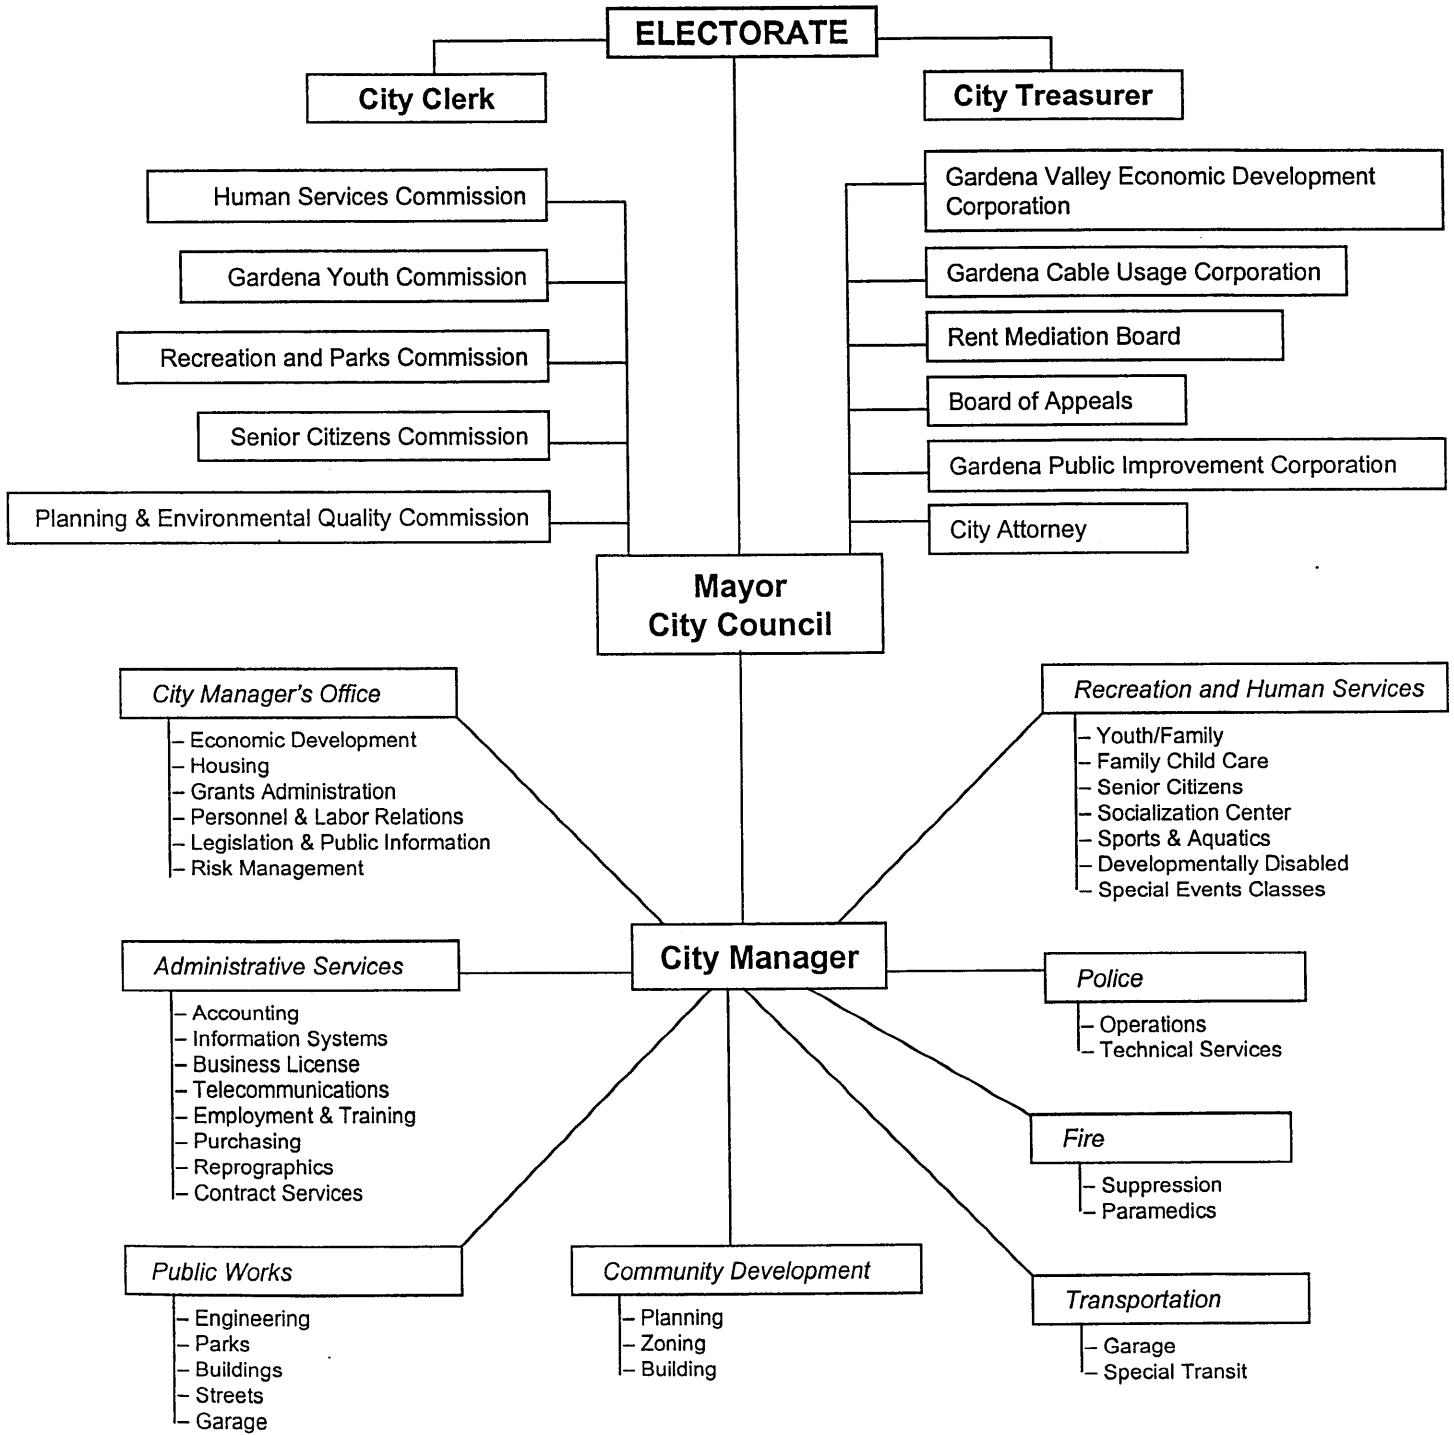 ELECTORATE
City Clerk
City Treasurer
Human Services Commission
Gardena Youth Commission
Recreation and Parks Commission
Senior Citizens Commission
Planning & Environmental Quality Commission
Gardena Valley Economic Development
Corporation
Gardena Cable Usage Corporation
Rent Mediation Board
Board of Appeals
Gardena Public Improvement Corporation
City Attorney
Mayor
City Council
City Manager's Office
– Economic Development
– Housing
– Grants Administration
– Personnel & Labor Relations
– Legislation & Public Information
– Risk Management
Recreation and Human Services
– Youth/Family
– Family Child Care
– Senior Citizens
– Socialization Center
– Sports & Aquatics
– Developmentally Disabled
– Special Events Classes
City Manager
Administrative Services
– Accounting
– Information Systems
– Business License
– Telecommunications
– Employment & Training
– Purchasing
– Reprographics
– Contract Services
Police
– Operations
– Technical Services
Fire
– Suppression
– Paramedics
Public Works
– Engineering
– Parks
– Buildings
– Streets
– Garage
Community Development
– Planning
– Zoning
– Building
Transportation
– Garage
– Special Transit